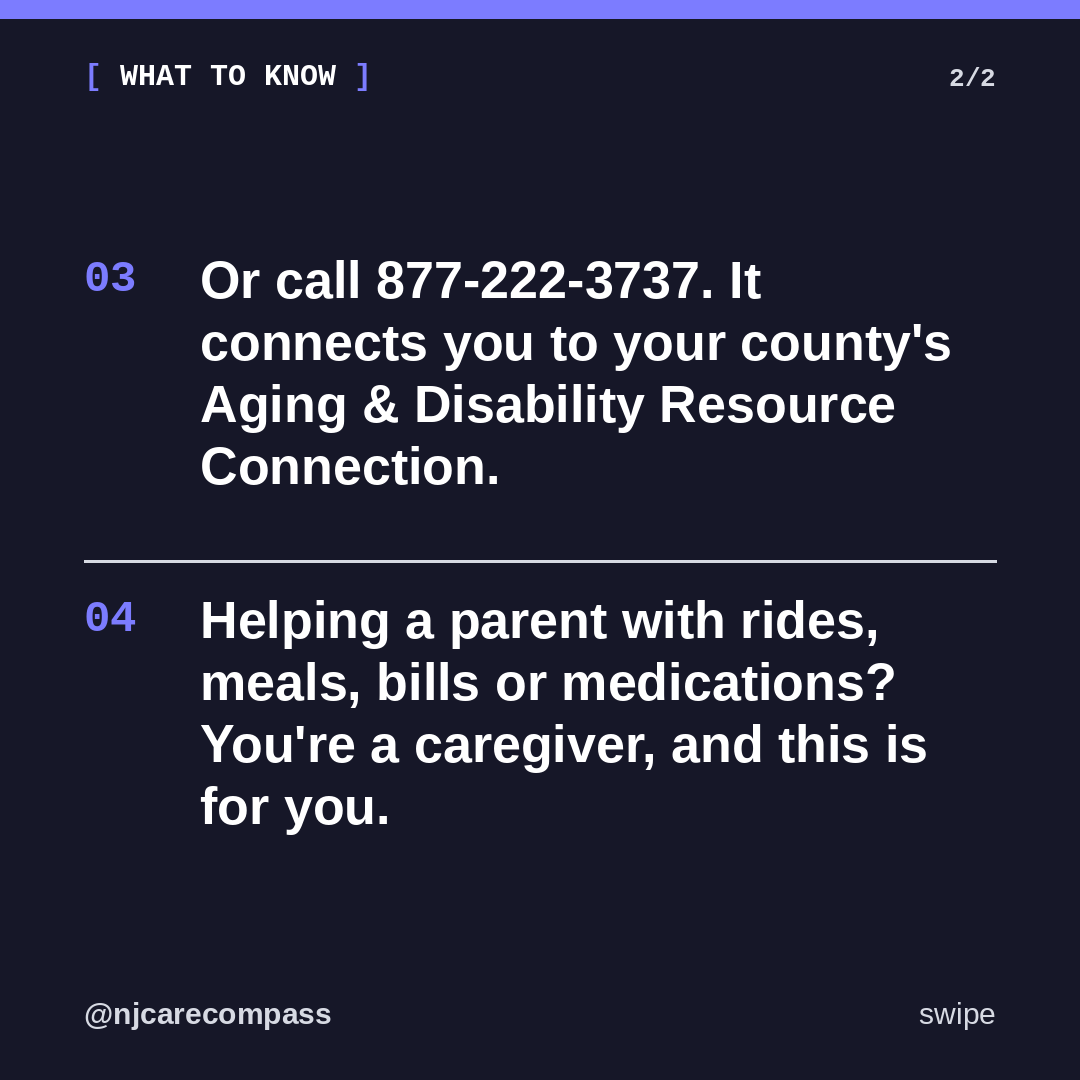 [ WHAT TO KNOW ]
2/2
03
Or call 877-222-3737. It
connects you to your county's
Aging & Disability Resource
Connection.
04
Helping a parent with rides,
meals, bills or medications?
You're a caregiver, and this is
for you.
@njcarecompass
swipe